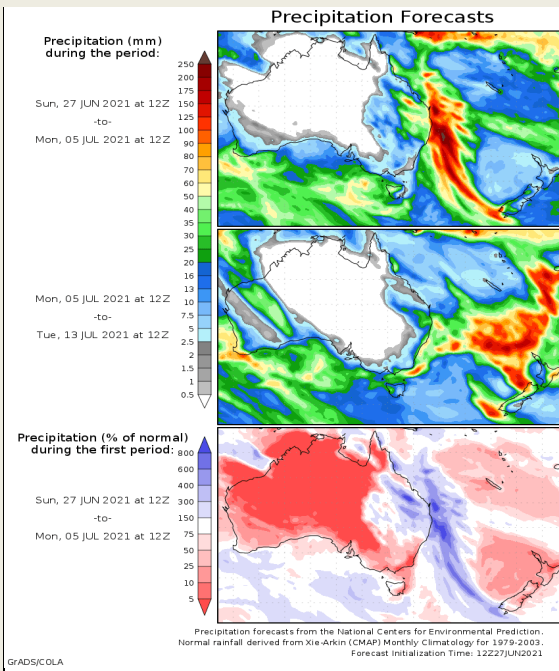 Precipitation Forecasts
Precipitation (mm)
during the period:
Sun, 27 JUN 2021 at 12Z
-to-
Mon, 05 JUL 2021 at 12Z
250
200
175
150
125
100
90
80
70
60
50
40
35
30
25
20
16
13
10
7.5
5
2.5
2
1.5
1
0.5
Mon, 05 JUL 2021 at 12Z
-to-
Tue, 13 JUL 2021 at 12Z
Precipitation (% of normal)
during the first period:
Sun, 27 JUN 2021 at 12Z
-to-
Mon, 05 JUL 2021 at 12Z
800
600
400
300
150
75
50
25
10
5
Precipitation forecasts from the National Centers for Environmental Prediction.
Normal rainfall derived from Xie-Arkin (CMAP) Monthly Climatology for 1979-2003.
Forecast Initialization Time: 12Z27JUN2021
GrADS/COLA